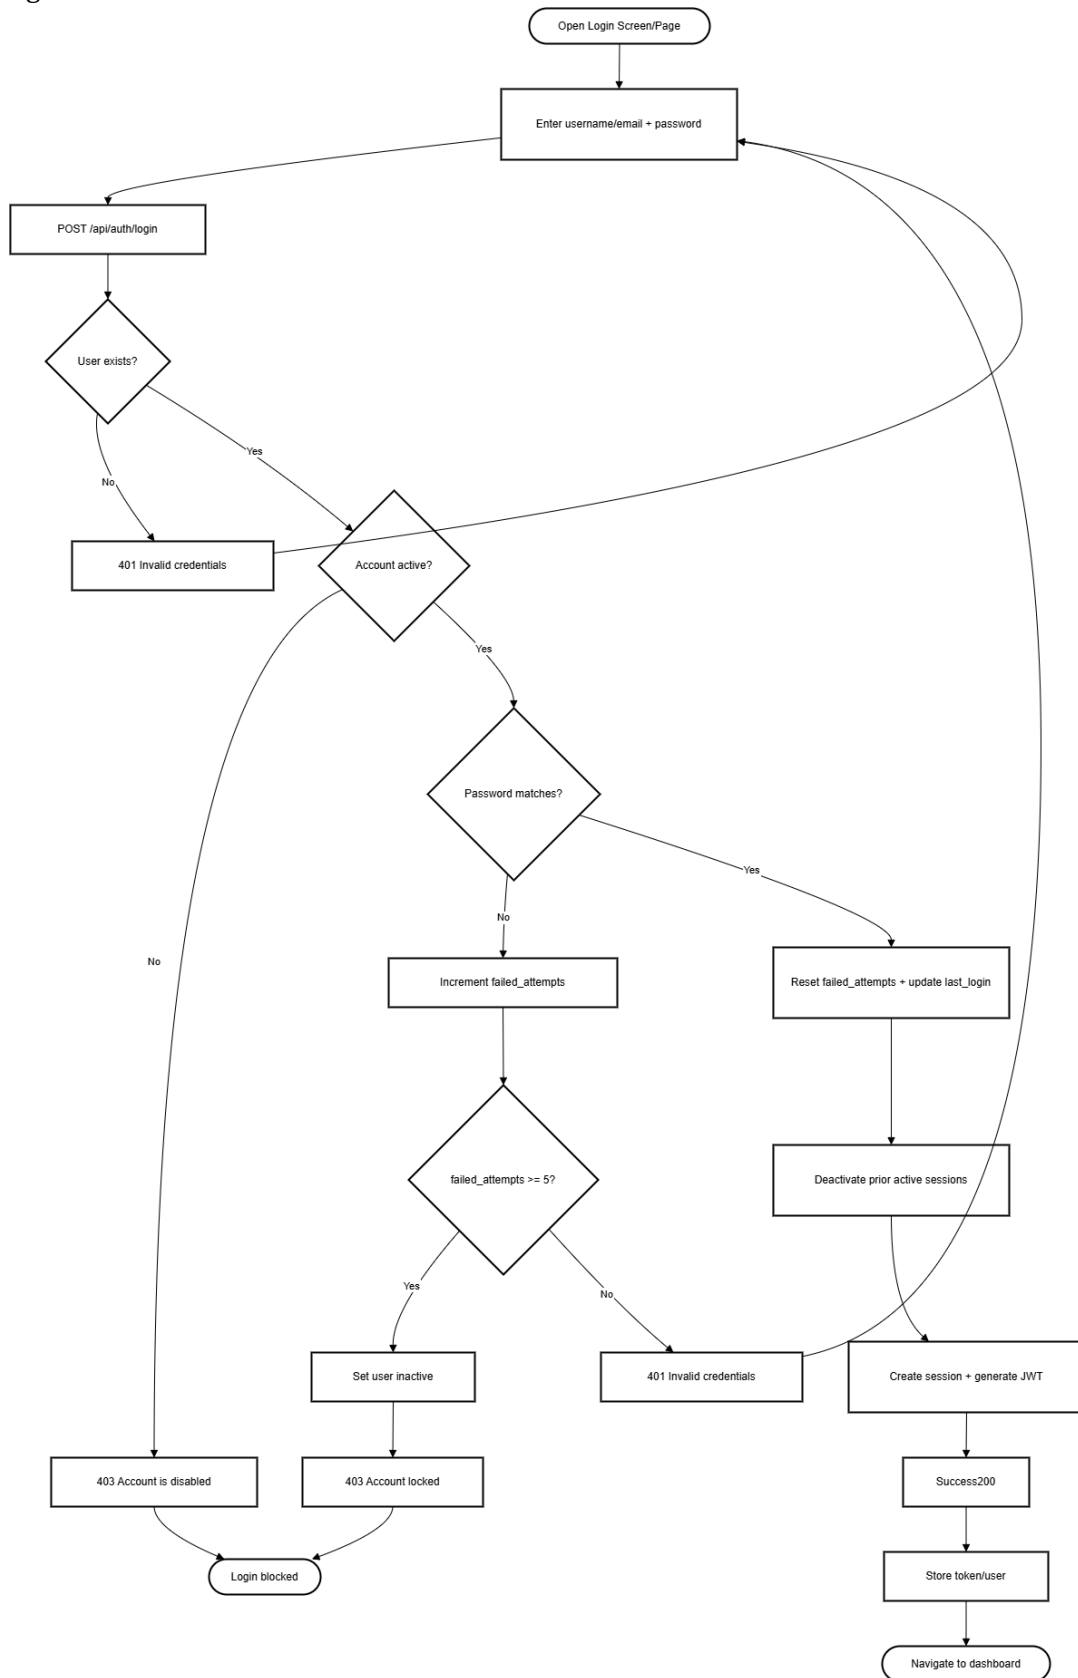 Open Login Screen/Page
Enter username/email + password
POST /api/auth/login
User exists?
Yes
No
401 Invalid credentials
Account active?
Yes
No
Password matches?
Yes
No
Increment failed_attempts
Reset failed_attempts + update last_login
failed_attempts >= 5?
Deactivate prior active sessions
Yes
No
Set user inactive
401 Invalid credentials
Create session + generate JWT
403 Account is disabled
403 Account locked
Success200
Login blocked
Store token/user
Navigate to dashboard